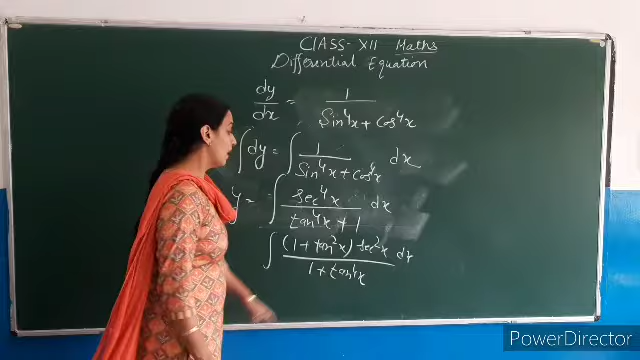 CLASS-XII Maths
Differential Equation
dy/dx = 1/(Sin⁴x + Cos⁴x)
∫dy = ∫ 1/(Sin⁴x + Cos⁴x) dx
y = ∫ sec⁴x/(tan⁴x + 1) dx
∫ (1 + tan²x) sec²x/(1 + tan⁴x) dx
PowerDirector